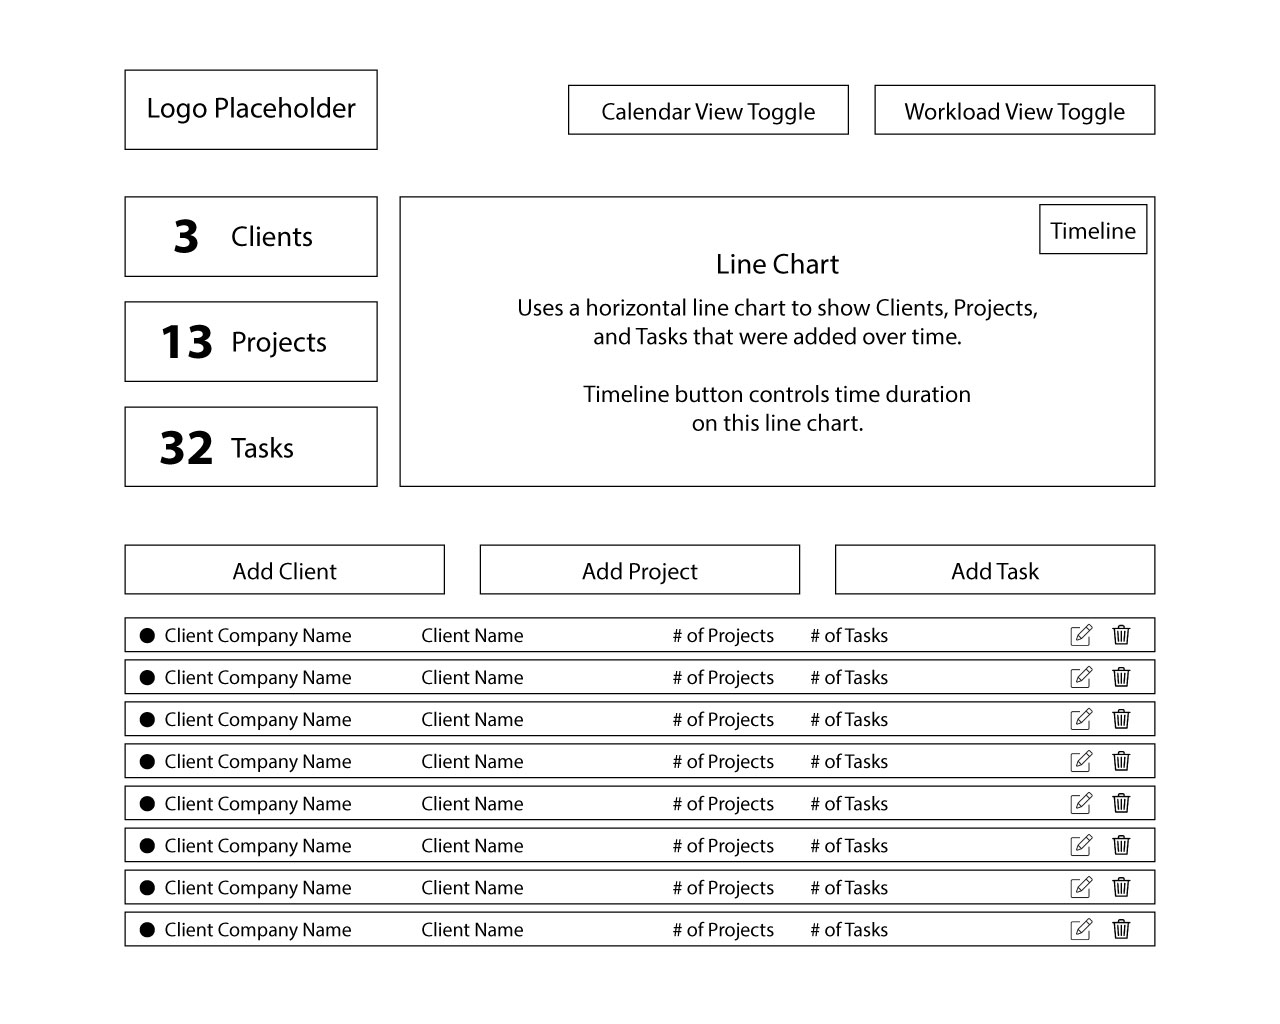 Logo Placeholder
Calendar View Toggle
Workload View Toggle
3 Clients
13 Projects
32 Tasks
Timeline
Line Chart
Uses a horizontal line chart to show Clients, Projects,
and Tasks that were added over time.
Timeline button controls time duration
on this line chart.
Add Client
Add Project
Add Task
Client Company Name Client Name # of Projects # of Tasks
Client Company Name Client Name # of Projects # of Tasks
Client Company Name Client Name # of Projects # of Tasks
Client Company Name Client Name # of Projects # of Tasks
Client Company Name Client Name # of Projects # of Tasks
Client Company Name Client Name # of Projects # of Tasks
Client Company Name Client Name # of Projects # of Tasks
Client Company Name Client Name # of Projects # of Tasks